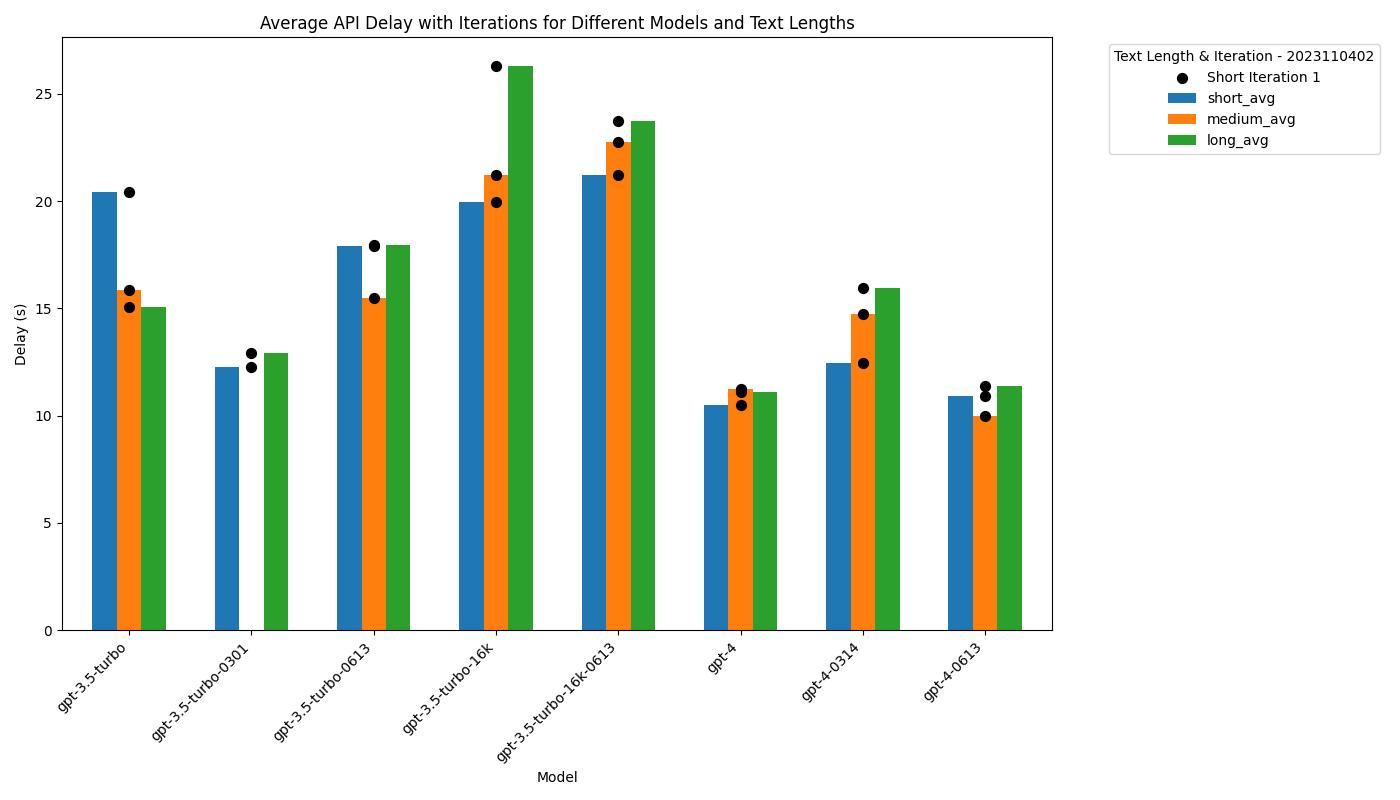 Average API Delay with Iterations for Different Models and Text Lengths
Text Length & Iteration - 2023110402
Short Iteration 1
short_avg
medium_avg
long_avg
Delay (s)
25
20
15
10
5
0
gpt-3.5-turbo
gpt-3.5-turbo-0301
gpt-3.5-turbo-0613
gpt-3.5-turbo-16k
gpt-3.5-turbo-16k-0613
gpt-4
gpt-4-0314
gpt-4-0613
Model